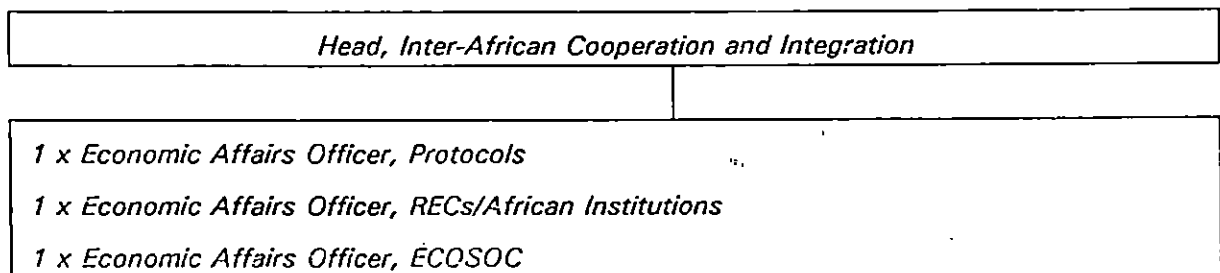 Head, Inter-African Cooperation and Integration
1 x Economic Affairs Officer, Protocols
1 x Economic Affairs Officer, RECs/African Institutions
1 x Economic Affairs Officer, ECOSOC